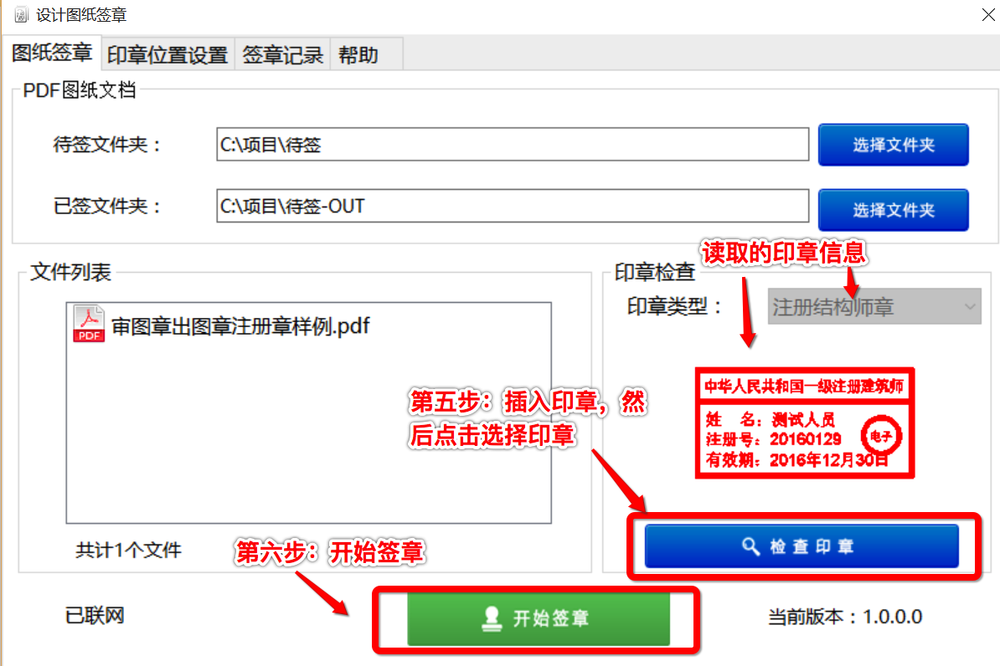 设计图纸签章
图纸签章 印章位置设置 签章记录 帮助
PDF图纸文档
待签文件夹： C:\项目\待签 选择文件夹
已签文件夹： C:\项目\待签-OUT 选择文件夹
读取的印章信息
文件列表
印章检查
印章类型： 注册结构师章
PDF 审图章出图章注册章样例.pdf
中华人民共和国一级注册建筑师
姓 名：测试人员
注册号：20160129
电子
有效期：2016年12月30日
第五步：插入印章，然
后点击选择印章
检查印章
共计1个文件
第六步：开始签章
已联网
开始签章
当前版本：1.0.0.0